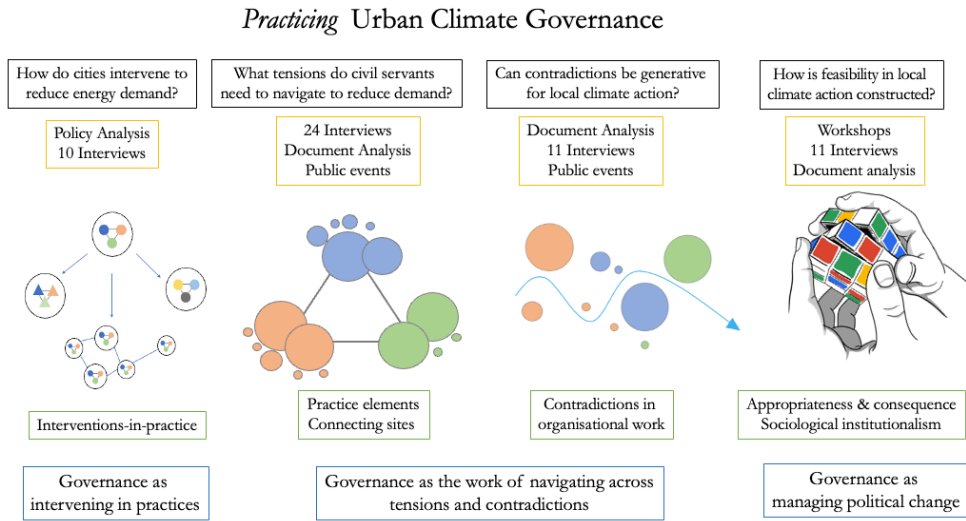 Practicing Urban Climate Governance
How do cities intervene to
reduce energy demand?
What tensions do civil servants
need to navigate to reduce demand?
Can contradictions be generative
for local climate action?
How is feasibility in local
climate action constructed?
Policy Analysis
10 Interviews
24 Interviews
Document Analysis
Public events
Document Analysis
11 Interviews
Public events
Workshops
11 Interviews
Document analysis
Interventions-in-practice
Practice elements
Connecting sites
Contradictions in
organisational work
Appropriateness & consequence
Sociological institutionalism
Governance as
intervening in practices
Governance as the work of navigating across
tensions and contradictions
Governance as
managing political change